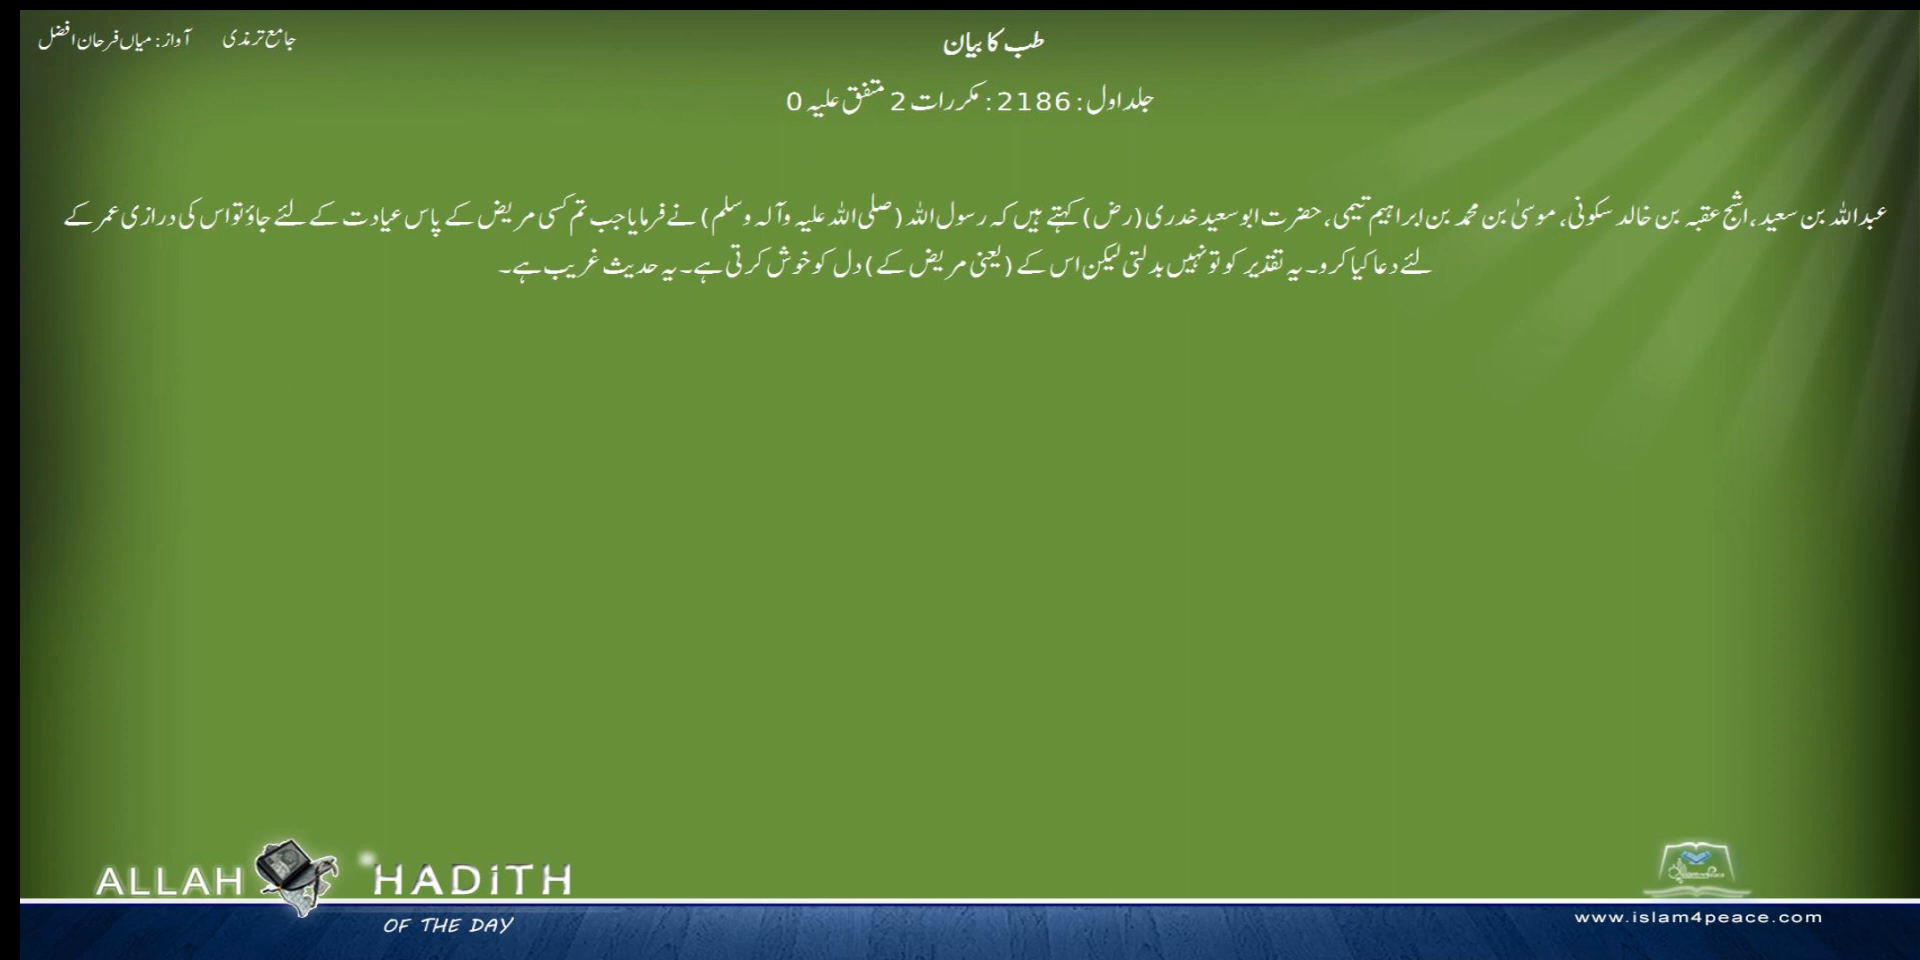 طب کا بیان
جامع ترمذی
آواز: میاں فرحان افضل
جلد اول : 2186 : مکررات 2 متفق علیہ 0
عبداللہ بن سعید، اشج عقبہ بن خالد سکونی، موسیٰ بن محمد بن ابراہیم تیمی، حضرت ابوسعید خدری (رض) کہتے ہیں کہ رسول اللہ (صلی اللہ علیہ وآلہ وسلم) نے فرمایا جب تم کسی مریض کے پاس عیادت کے لئے جاؤ تو اس کی درازی عمر کے
لئے دعا کیا کرو۔ یہ تقدیر کو تو نہیں بدلتی لیکن اس کے (یعنی مریض کے) دل کو خوش کرتی ہے۔ یہ حدیث غریب ہے۔
ALLAH HADiTH
OF THE DAY
www.islam4peace.com